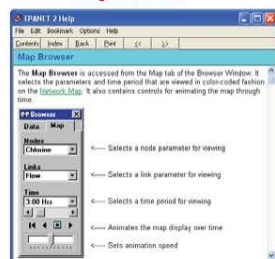 EPANET 2 Help
File Edit Bookmark Options Help
Contents Index Back Print << >>
Map Browser
The Map Browser is accessed from the Map tab of the Browser Window. It
selects the parameters and time period that are viewed in color-coded fashion
on the Network Map. It also contains controls for animating the map through
time.
Browser
Data Map
Nodes
Chlorine <---- Selects a node parameter for viewing
Links
Flow <---- Selects a link parameter for viewing
Time
3:00 Hrs <---- Selects a time period for viewing
<---- Animates the map display over time
<---- Sets animation speed